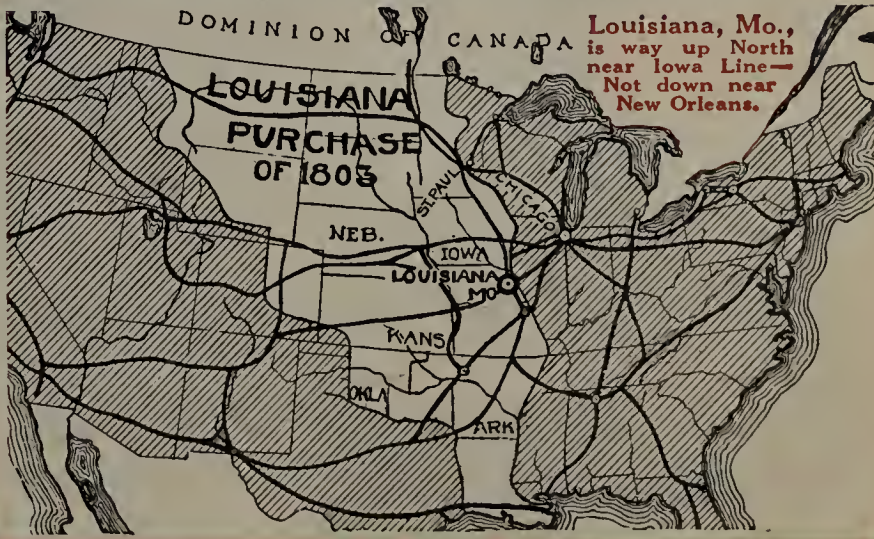 DOMINION OF CANADA
Louisiana, Mo.,
is way up North
near Iowa Line—
Not down near
New Orleans.
LOUISIANA
PURCHASE
OF 1803
ST. PAUL
CHICAGO
NEB.
IOWA
LOUISIANA
MO
KANS
OKLA
ARK